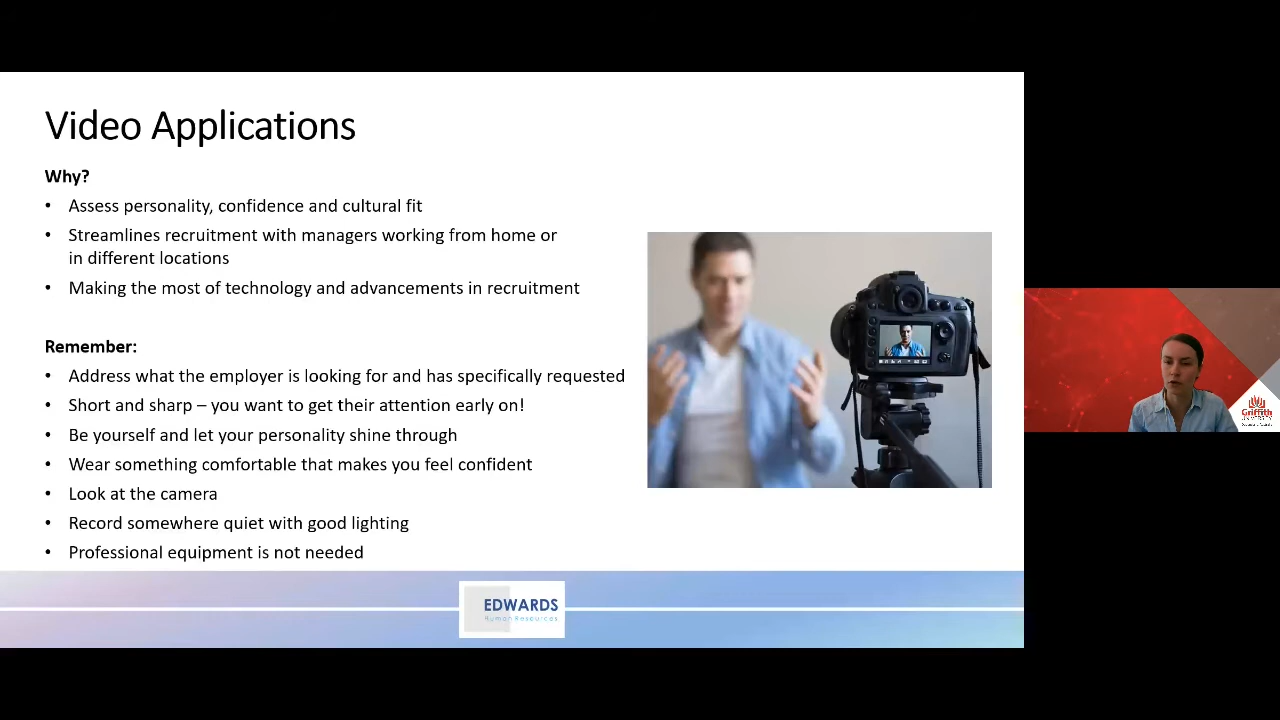 Video Applications
Why?
• Assess personality, confidence and cultural fit
• Streamlines recruitment with managers working from home or
in different locations
• Making the most of technology and advancements in recruitment
Remember:
• Address what the employer is looking for and has specifically requested
• Short and sharp – you want to get their attention early on!
• Be yourself and let your personality shine through
• Wear something comfortable that makes you feel confident
• Look at the camera
• Record somewhere quiet with good lighting
• Professional equipment is not needed
EDWARDS
Human Resources
Griffith
UNIVERSITY